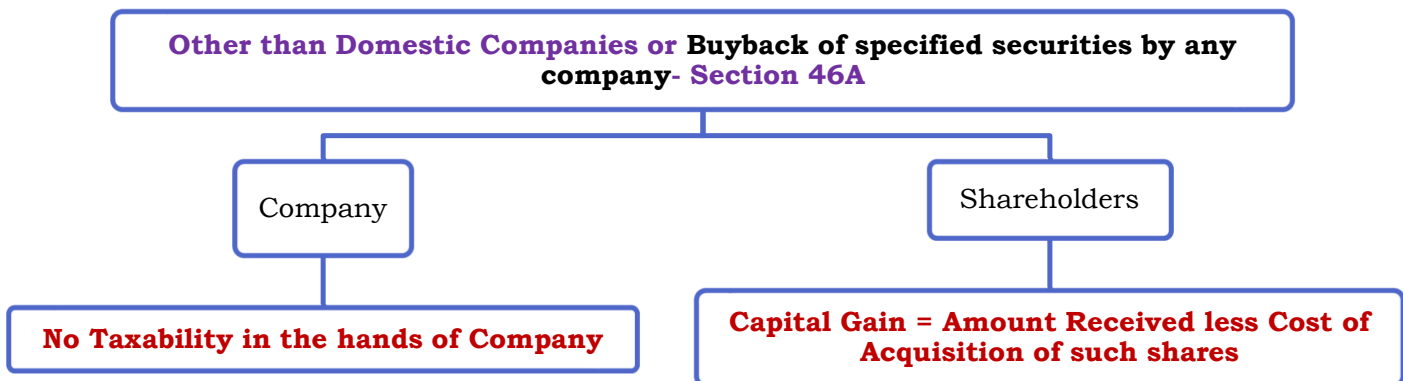 Other than Domestic Companies or Buyback of specified securities by any
company- Section 46A
Company
Shareholders
No Taxability in the hands of Company
Capital Gain = Amount Received less Cost of
Acquisition of such shares